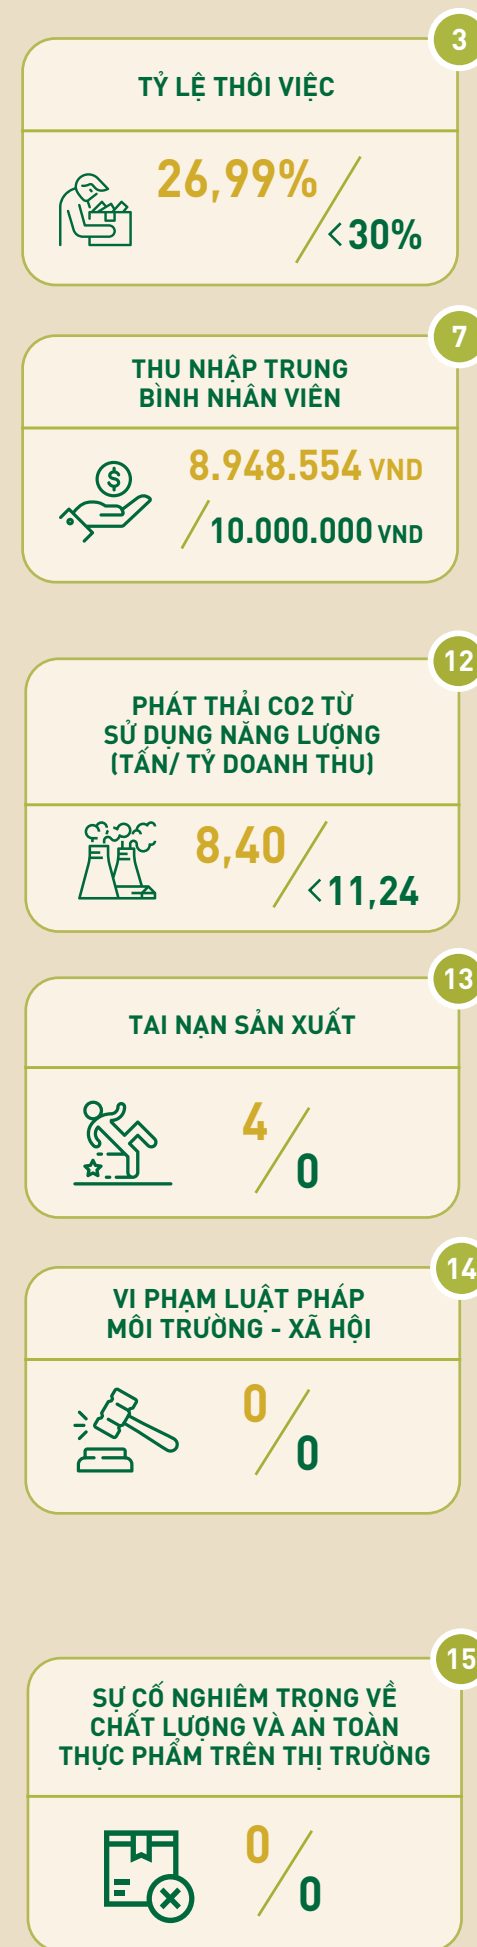 3
TỶ LỆ THÔI VIỆC
26,99%
<30%
7
THU NHẬP TRUNG
BÌNH NHÂN VIÊN
8.948.554 VND
10.000.000 VND
12
PHÁT THẢI CO2 TỪ
SỬ DỤNG NĂNG LƯỢNG
(TẤN/ TỶ DOANH THU)
8,40
<11,24
13
TAI NẠN SẢN XUẤT
4
0
14
VI PHẠM LUẬT PHÁP
MÔI TRƯỜNG - XÃ HỘI
0
0
15
SỰ CỐ NGHIÊM TRỌNG VỀ
CHẤT LƯỢNG VÀ AN TOÀN
THỰC PHẨM TRÊN THỊ TRƯỜNG
0
0